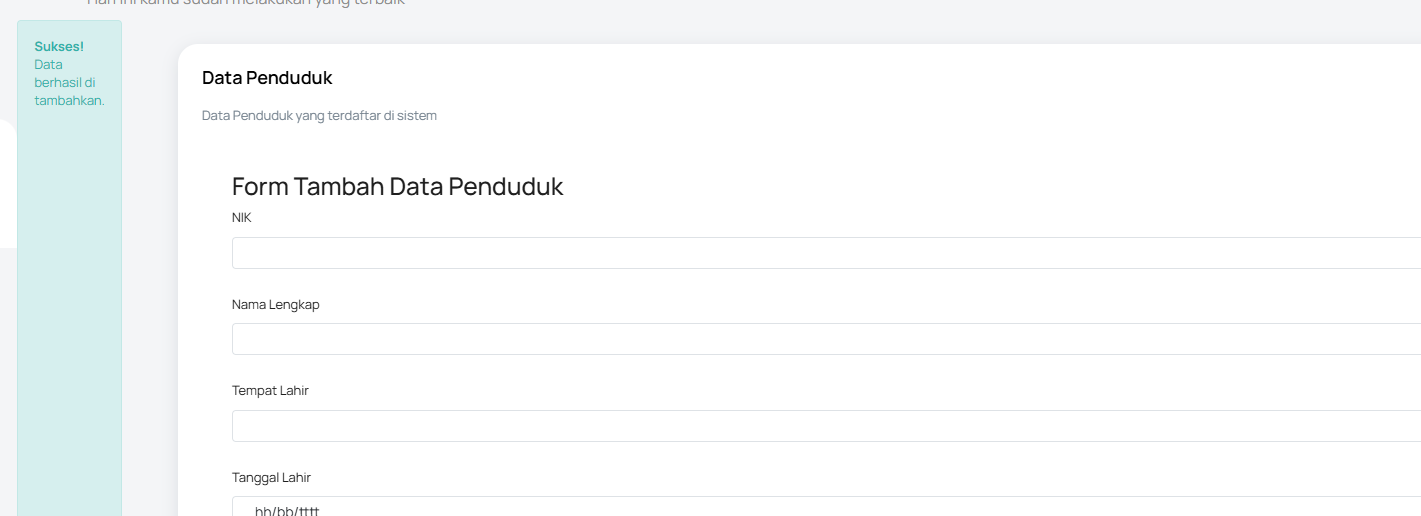 Hari ini kamu sudah melakukan yang terbaik
Sukses!
Data
berhasil di
tambahkan.
Data Penduduk
Data Penduduk yang terdaftar di sistem
Form Tambah Data Penduduk
NIK
Nama Lengkap
Tempat Lahir
Tanggal Lahir
hh/bb/tttt